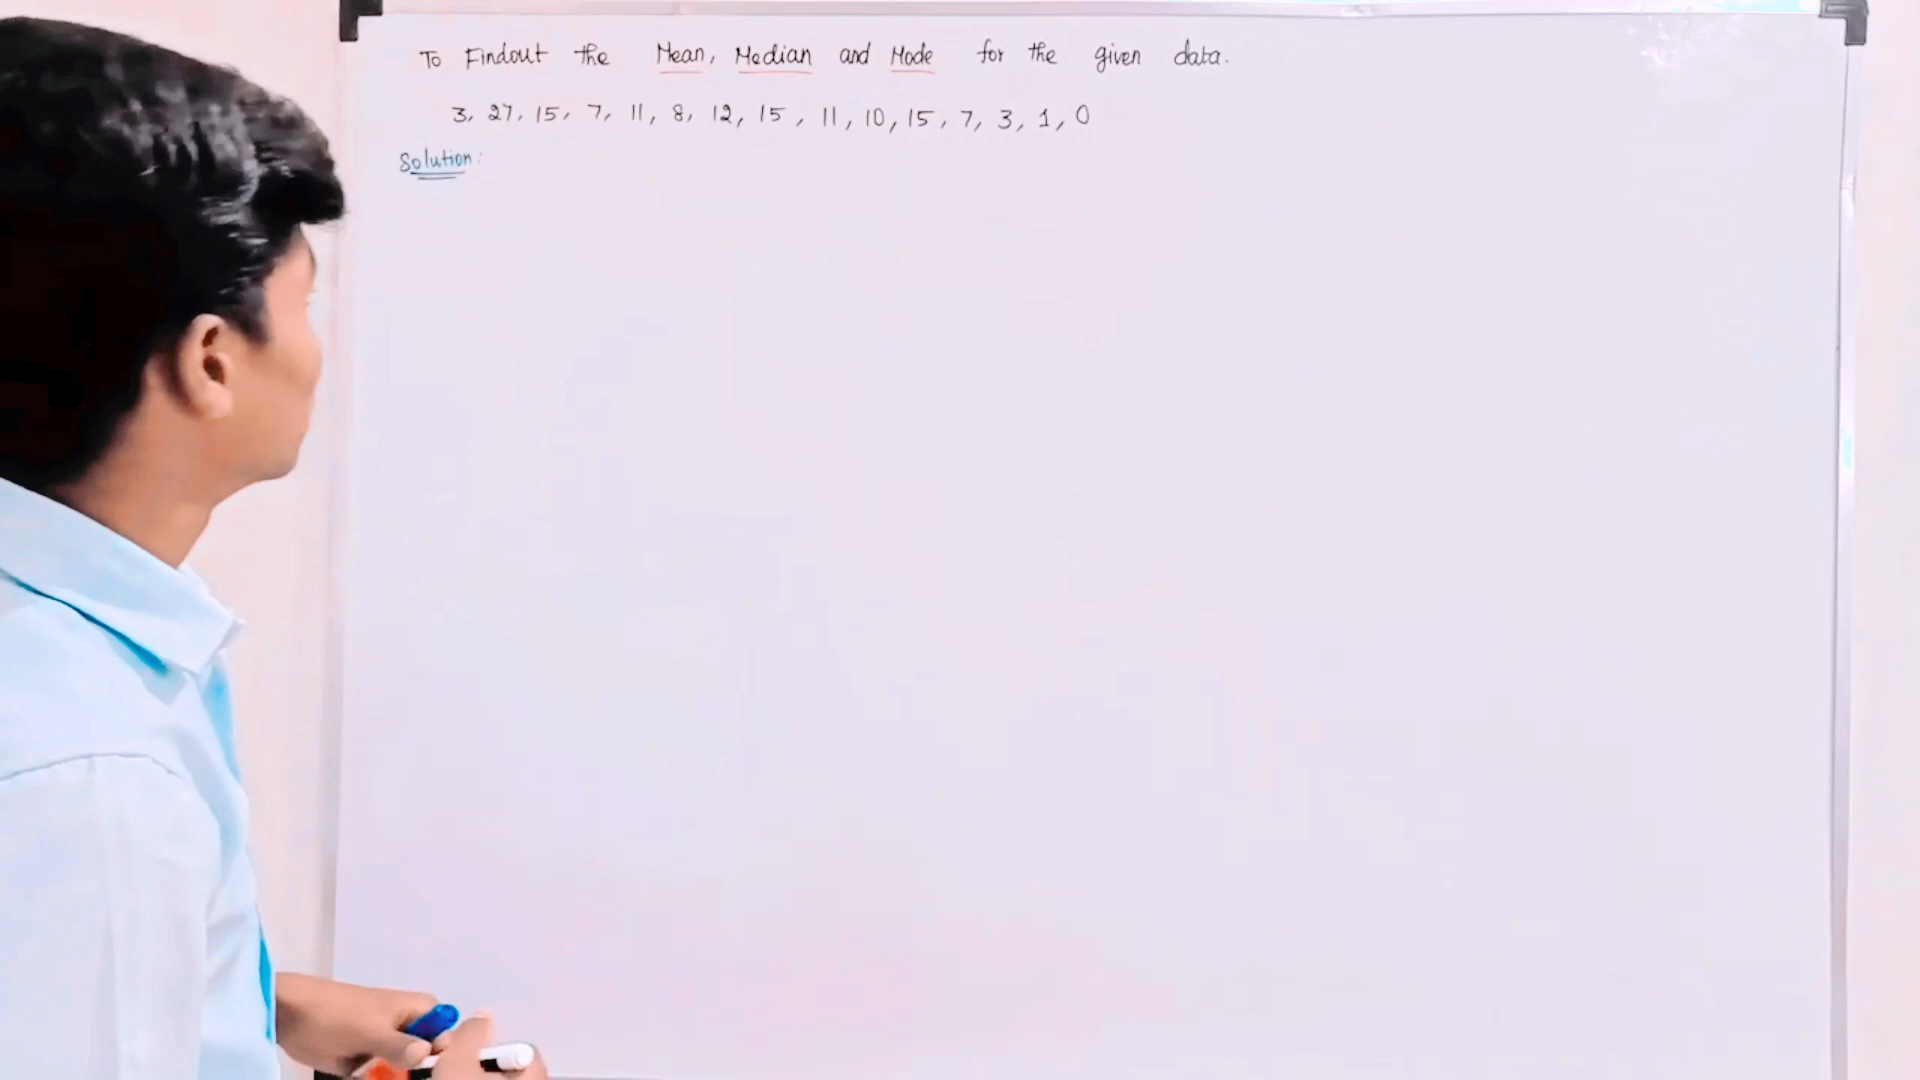 To Findout the Mean, Median and Mode for the given data.
3, 27, 15, 7, 11, 8, 12, 15, 11, 10, 15, 7, 3, 1, 0
Solution: